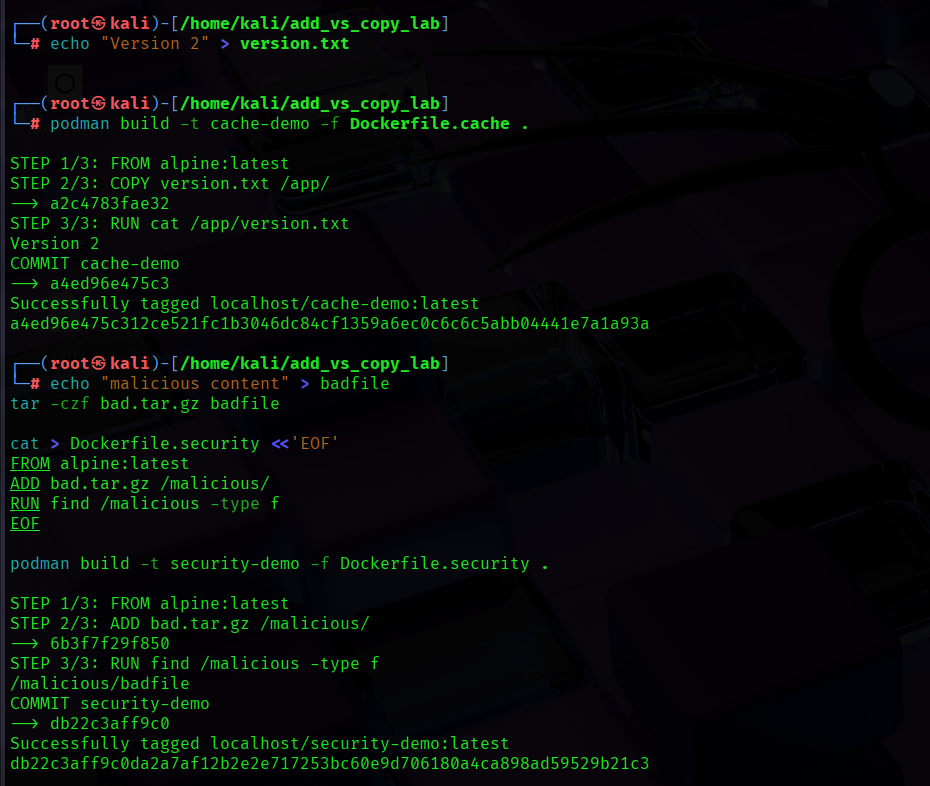 ┌──(root㉿kali)-[/home/kali/add_vs_copy_lab]
└─# echo "Version 2" > version.txt
┌──(root㉿kali)-[/home/kali/add_vs_copy_lab]
└─# podman build -t cache-demo -f Dockerfile.cache .
STEP 1/3: FROM alpine:latest
STEP 2/3: COPY version.txt /app/
--> a2c4783fae32
STEP 3/3: RUN cat /app/version.txt
Version 2
COMMIT cache-demo
--> a4ed96e475c3
Successfully tagged localhost/cache-demo:latest
a4ed96e475c312ce521fc1b3046dc84cf1359a6ec0c6c6c5abb04441e7a1a93a
┌──(root㉿kali)-[/home/kali/add_vs_copy_lab]
└─# echo "malicious content" > badfile
tar -czf bad.tar.gz badfile
cat > Dockerfile.security <<'EOF'
FROM alpine:latest
ADD bad.tar.gz /malicious/
RUN find /malicious -type f
EOF
podman build -t security-demo -f Dockerfile.security .
STEP 1/3: FROM alpine:latest
STEP 2/3: ADD bad.tar.gz /malicious/
--> 6b3f7f29f850
STEP 3/3: RUN find /malicious -type f
/malicious/badfile
COMMIT security-demo
--> db22c3aff9c0
Successfully tagged localhost/security-demo:latest
db22c3aff9c0da2a7af12b2e2e717253bc60e9d706180a4ca898ad59529b21c3